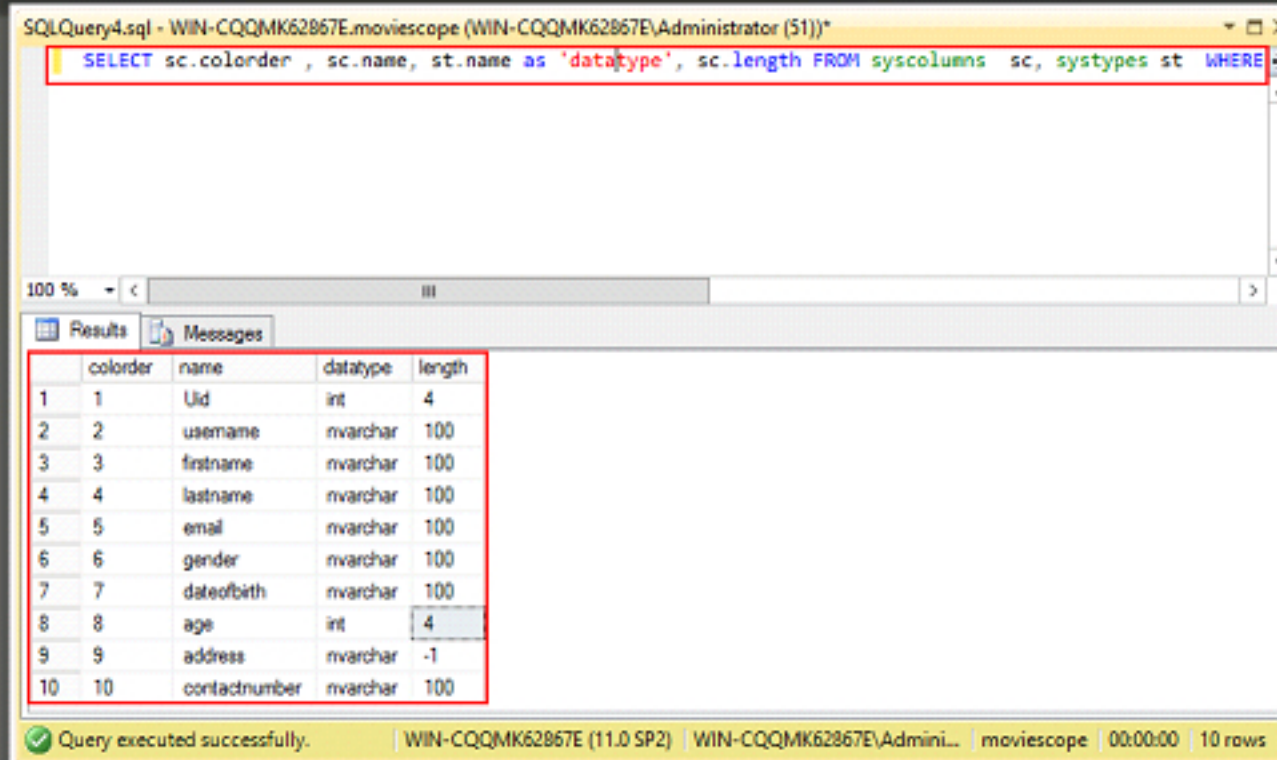 SQLQuery4.sql - WIN-CQQMK62867E.moviescope (WIN-CQQMK62867E\Administrator (51))*
SELECT sc.colorder , sc.name, st.name as 'datatype', sc.length FROM syscolumns sc, systypes st WHERE
100 %
Results Messages
colorder name datatype length
1 1 Uid int 4
2 2 username nvarchar 100
3 3 firstname nvarchar 100
4 4 lastname nvarchar 100
5 5 email nvarchar 100
6 6 gender nvarchar 100
7 7 dateofbirth nvarchar 100
8 8 age int 4
9 9 address nvarchar -1
10 10 contactnumber nvarchar 100
Query executed successfully. WIN-CQQMK62867E (11.0 SP2) WIN-CQQMK62867E\Admini... moviescope 00:00:00 10 rows